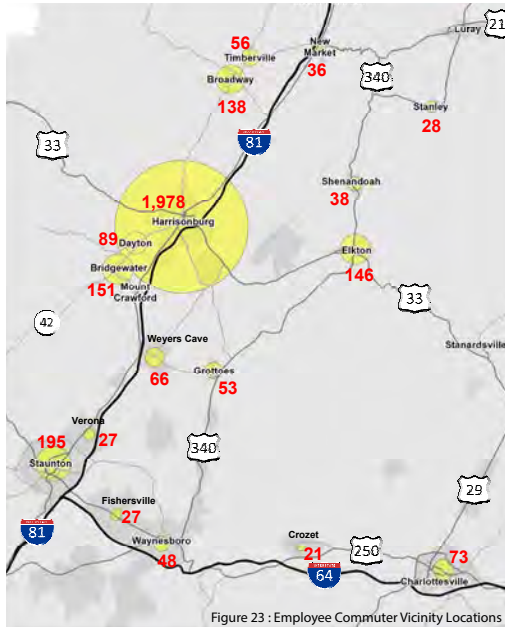 21
New
Market
56
Timberville
Luray
36
Broadway
340
138
Stanley
28
81
33
Shenandoah
38
1,978
Harrisonburg
89
Dayton
Elkton
Bridgewater
146
151
Mount
Crawford
33
42
Weyers Cave
Stanardsville
66
Grottoes
53
Verona
27
195
340
Staunton
29
Fishersville
27
81
Waynesboro
48
Crozet
21
250
73
64
Charlottesville
Figure 23 : Employee Commuter Vicinity Locations